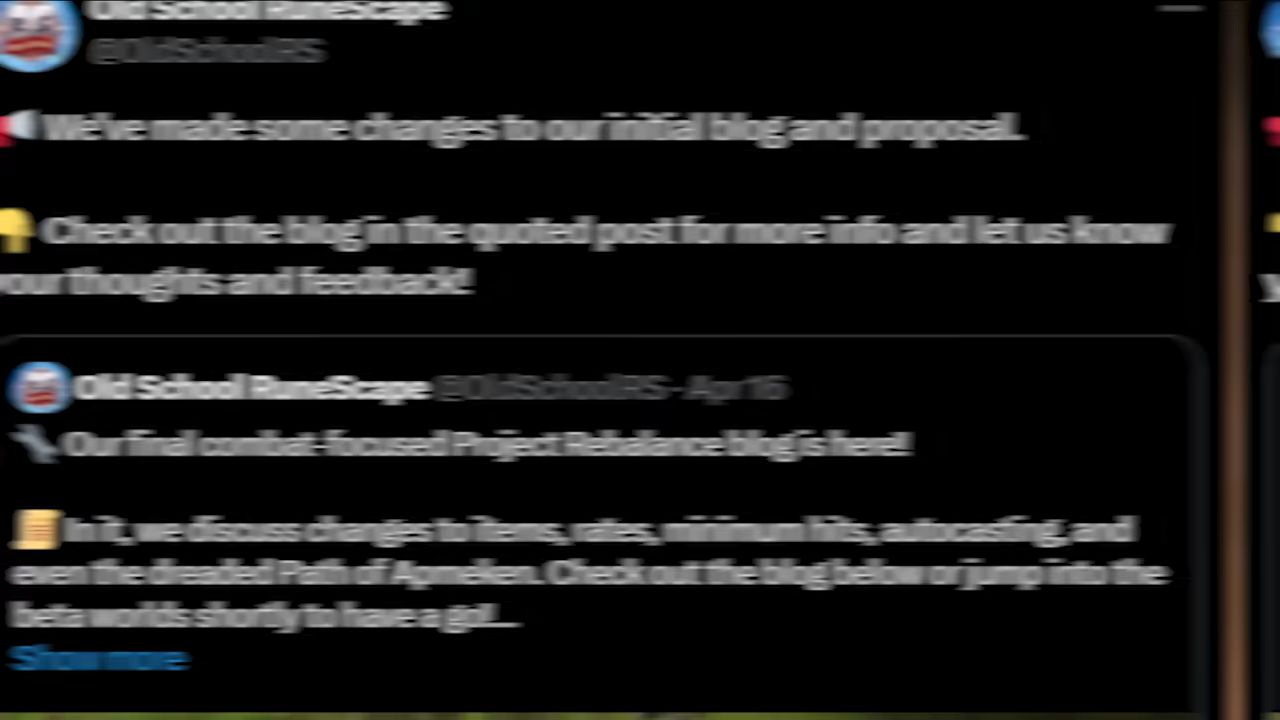 Old School RuneScape
@OldSchoolRS
We've made some changes to our initial blog and proposal.
Check out the blog in the quoted post for more info and let us know
your thoughts and feedback!
Old School RuneScape @OldSchoolRS · Apr 16
Our final combat-focused Project Rebalance blog is here!
In it, we discuss changes to items, rates, minimum hits, autocasting, and
even the dreaded Path of Apmeken. Check out the blog below or jump into the
beta worlds shortly to have a go!...
Show more